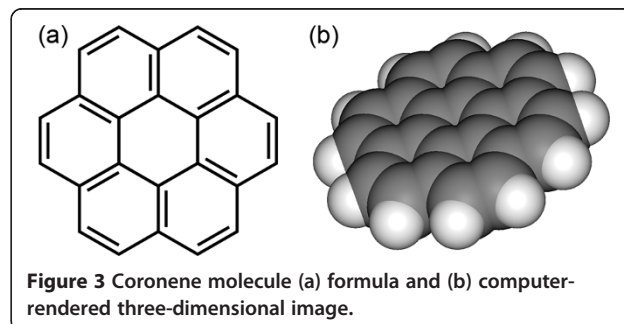 (a) (b)
Figure 3 Coronene molecule (a) formula and (b) computer-
rendered three-dimensional image.